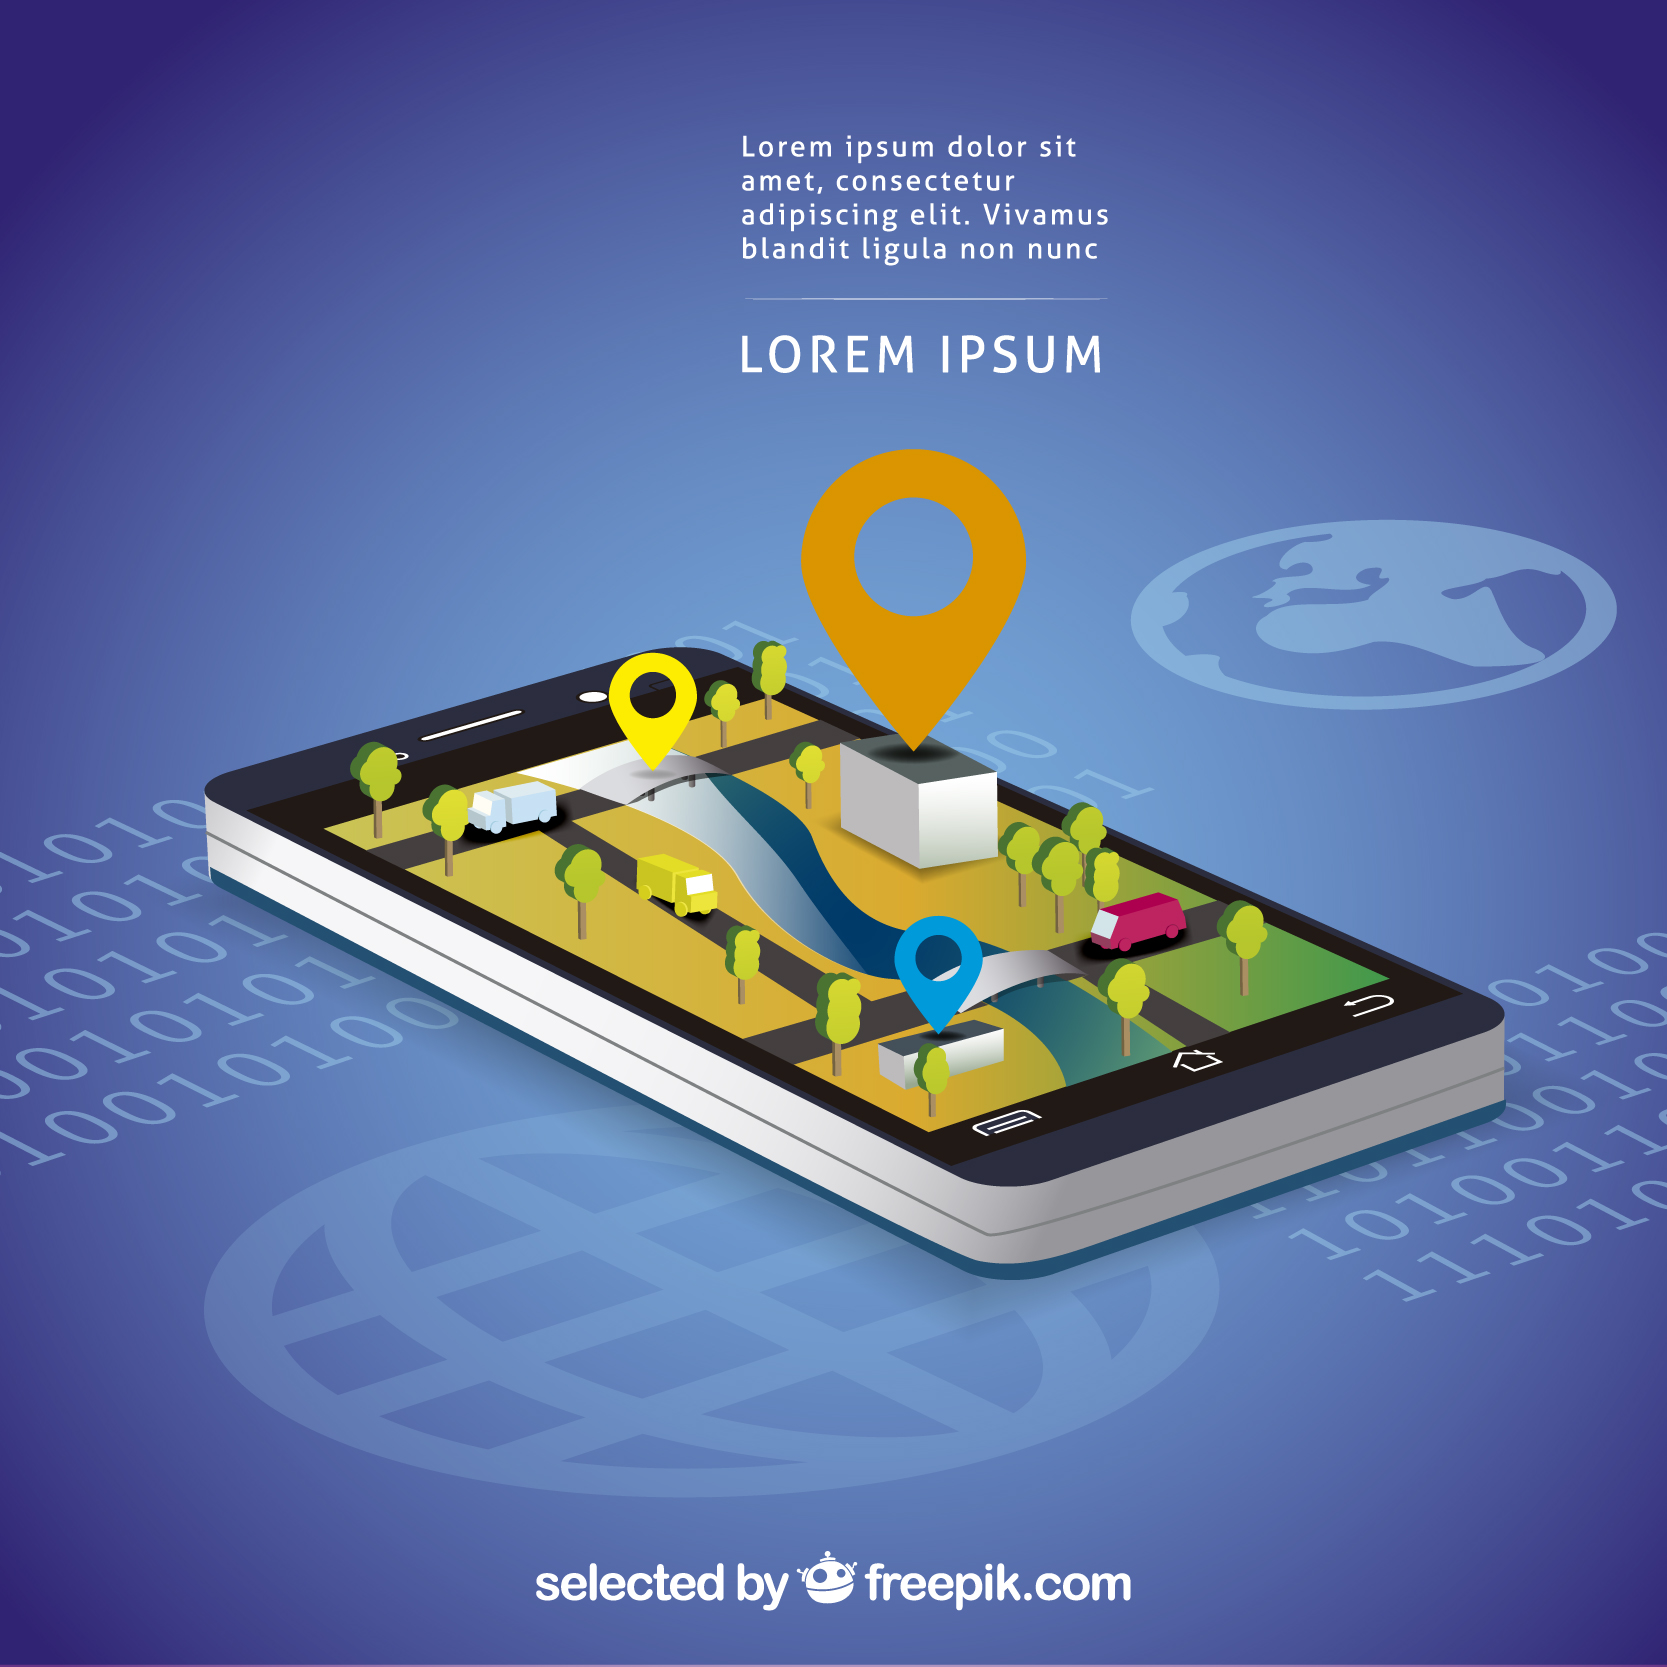 Lorem ipsum dolor sit
amet, consectetur
adipiscing elit. Vivamus
blandit ligula non nunc
LOREM IPSUM
selected by freepik.com